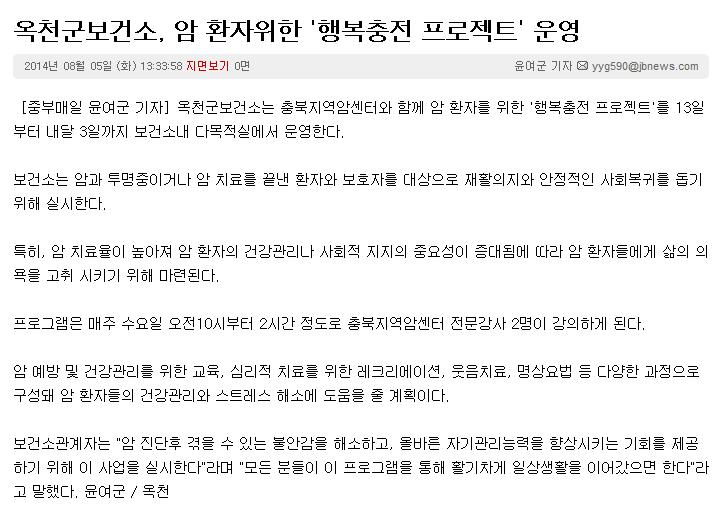 옥천군보건소, 암 환자위한 '행복충전 프로젝트' 운영
2014년 08월 05일 (화) 13:33:58 지면보기 0면 윤여군 기자 yyg590@jbnews.com
[중부매일 윤여군 기자] 옥천군보건소는 충북지역암센터와 함께 암 환자를 위한 '행복충전 프로젝트'를 13일
부터 내달 3일까지 보건소내 다목적실에서 운영한다.
보건소는 암과 투명중이거나 암 치료를 끝낸 환자와 보호자를 대상으로 재활의지와 안정적인 사회복귀를 돕기
위해 실시한다.
특히, 암 치료율이 높아져 암 환자의 건강관리나 사회적 지지의 중요성이 증대됨에 따라 암 환자들에게 삶의 의
욕을 고취 시키기 위해 마련된다.
프로그램은 매주 수요일 오전10시부터 2시간 정도로 충북지역암센터 전문강사 2명이 강의하게 된다.
암 예방 및 건강관리를 위한 교육, 심리적 치료를 위한 레크리에이션, 웃음치료, 명상요법 등 다양한 과정으로
구성돼 암 환자들의 건강관리와 스트레스 해소에 도움을 줄 계획이다.
보건소관계자는 "암 진단후 겪을 수 있는 불안감을 해소하고, 올바른 자기관리능력을 향상시키는 기회를 제공
하기 위해 이 사업을 실시한다"라며 "모든 분들이 이 프로그램을 통해 활기차게 일상생활을 이어갔으면 한다"라
고 말했다. 윤여군 / 옥천